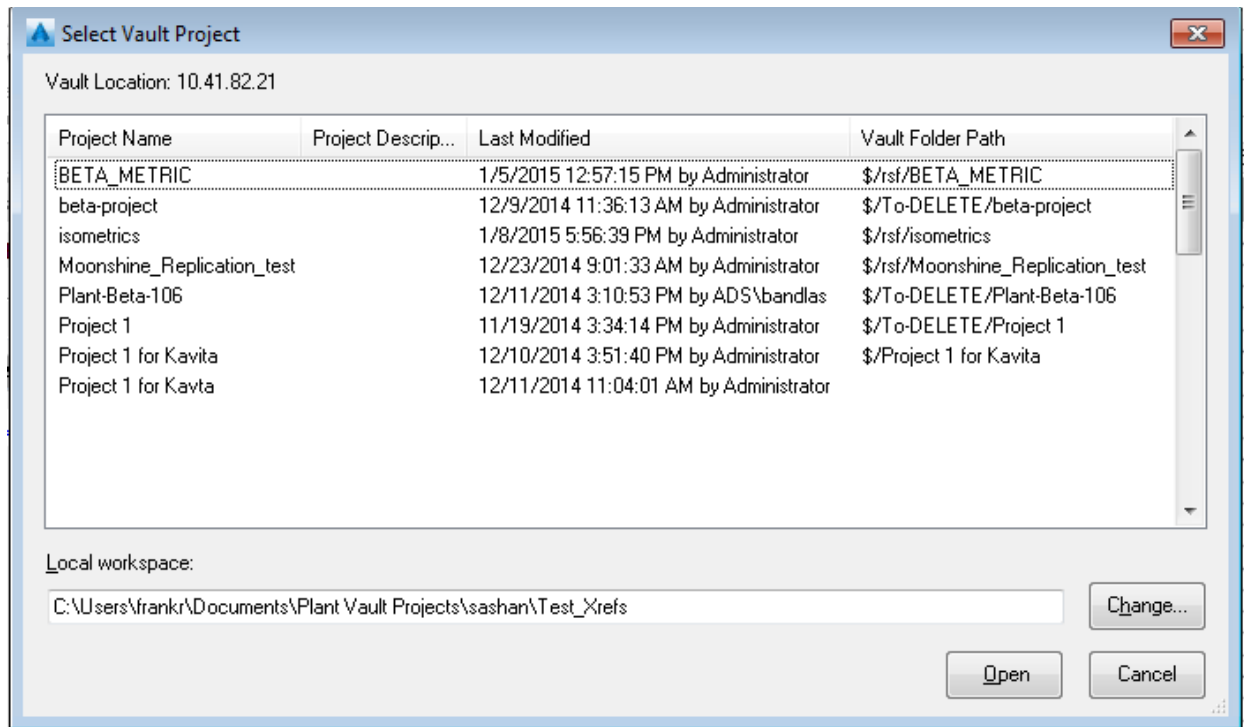 Select Vault Project
Vault Location: 10.41.82.21
Project Name Project Descrip... Last Modified Vault Folder Path
BETA_METRIC 1/5/2015 12:57:15 PM by Administrator $/rsf/BETA_METRIC
beta-project 12/9/2014 11:36:13 AM by Administrator $/To-DELETE/beta-project
isometrics 1/8/2015 5:56:39 PM by Administrator $/rsf/isometrics
Moonshine_Replication_test 12/23/2014 9:01:33 AM by Administrator $/rsf/Moonshine_Replication_test
Plant-Beta-106 12/11/2014 3:10:53 PM by ADS\bandlas $/To-DELETE/Plant-Beta-106
Project 1 11/19/2014 3:34:14 PM by Administrator $/To-DELETE/Project 1
Project 1 for Kavita 12/10/2014 3:51:40 PM by Administrator $/Project 1 for Kavita
Project 1 for Kavta 12/11/2014 11:04:01 AM by Administrator
Local workspace:
C:\Users\frankr\Documents\Plant Vault Projects\sashan\Test_Xrefs Change...
Open Cancel